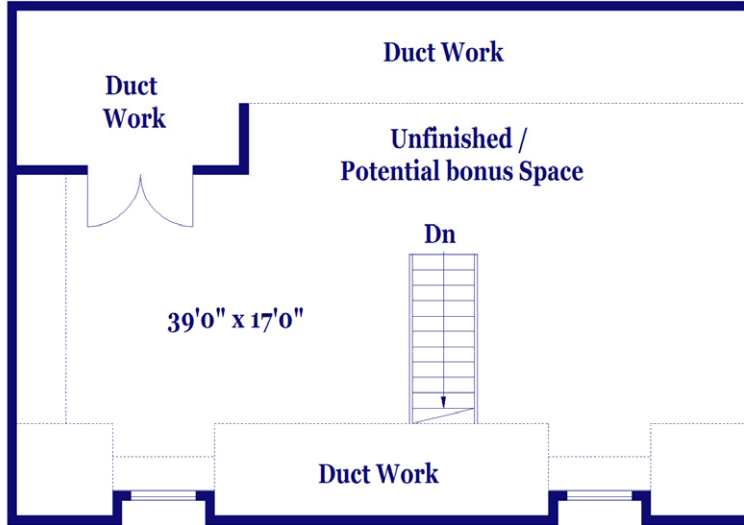 Duct Work
Duct
Work
Unfinished /
Potential bonus Space
Dn
39'0" x 17'0"
Duct Work